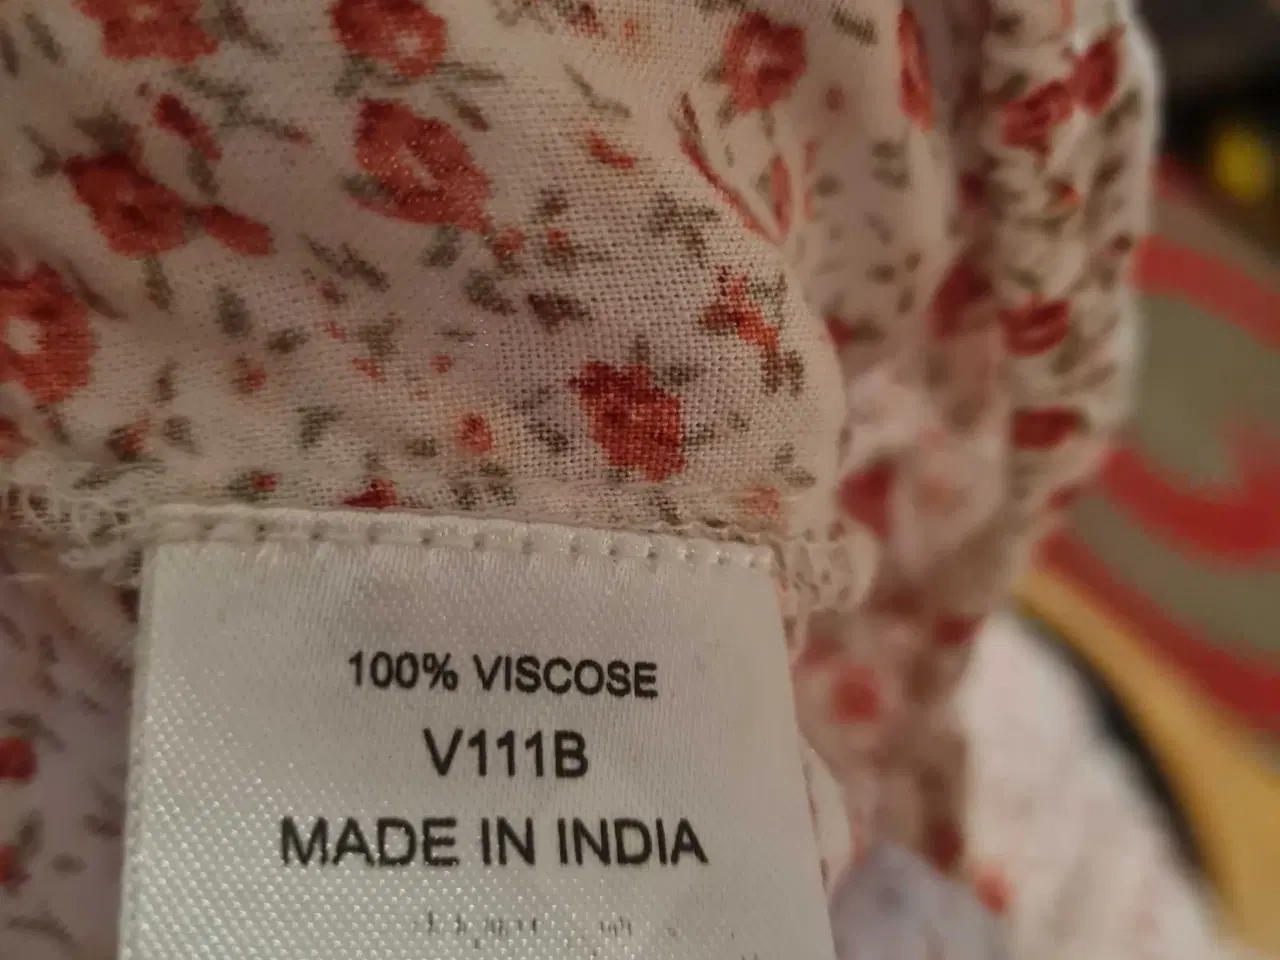 100% VISCOSE
V111B
MADE IN INDIA